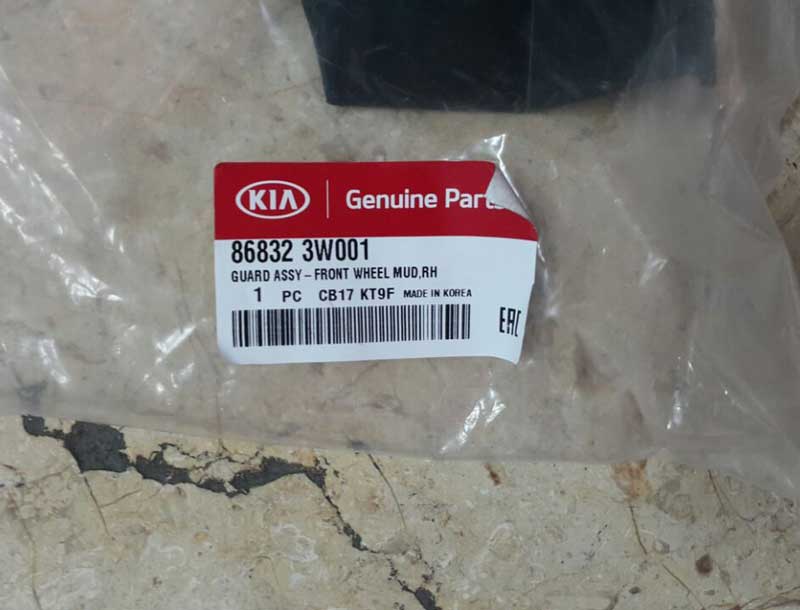 KIA Genuine Parts
86832 3W001
GUARD ASSY-FRONT WHEEL MUD,RH
1 PC CB17 KT9F MADE IN KOREA
EAC